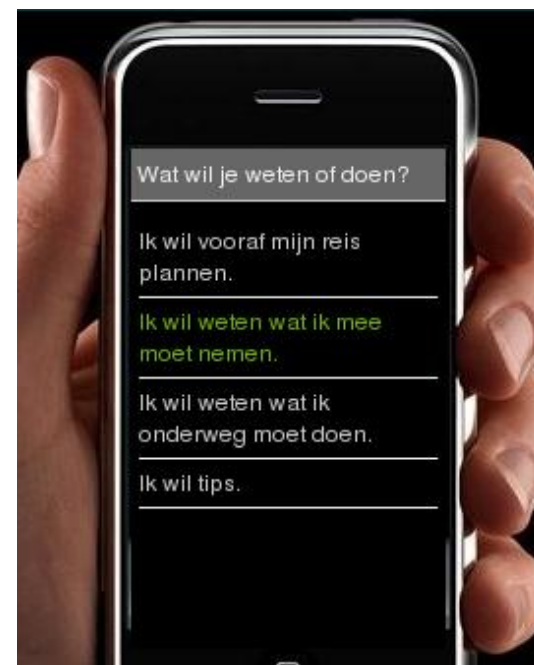 Wat wil je weten of doen?
Ik wil vooraf mijn reis
plannen.
Ik wil weten wat ik mee
moet nemen.
Ik wil weten wat ik
onderweg moet doen.
Ik wil tips.